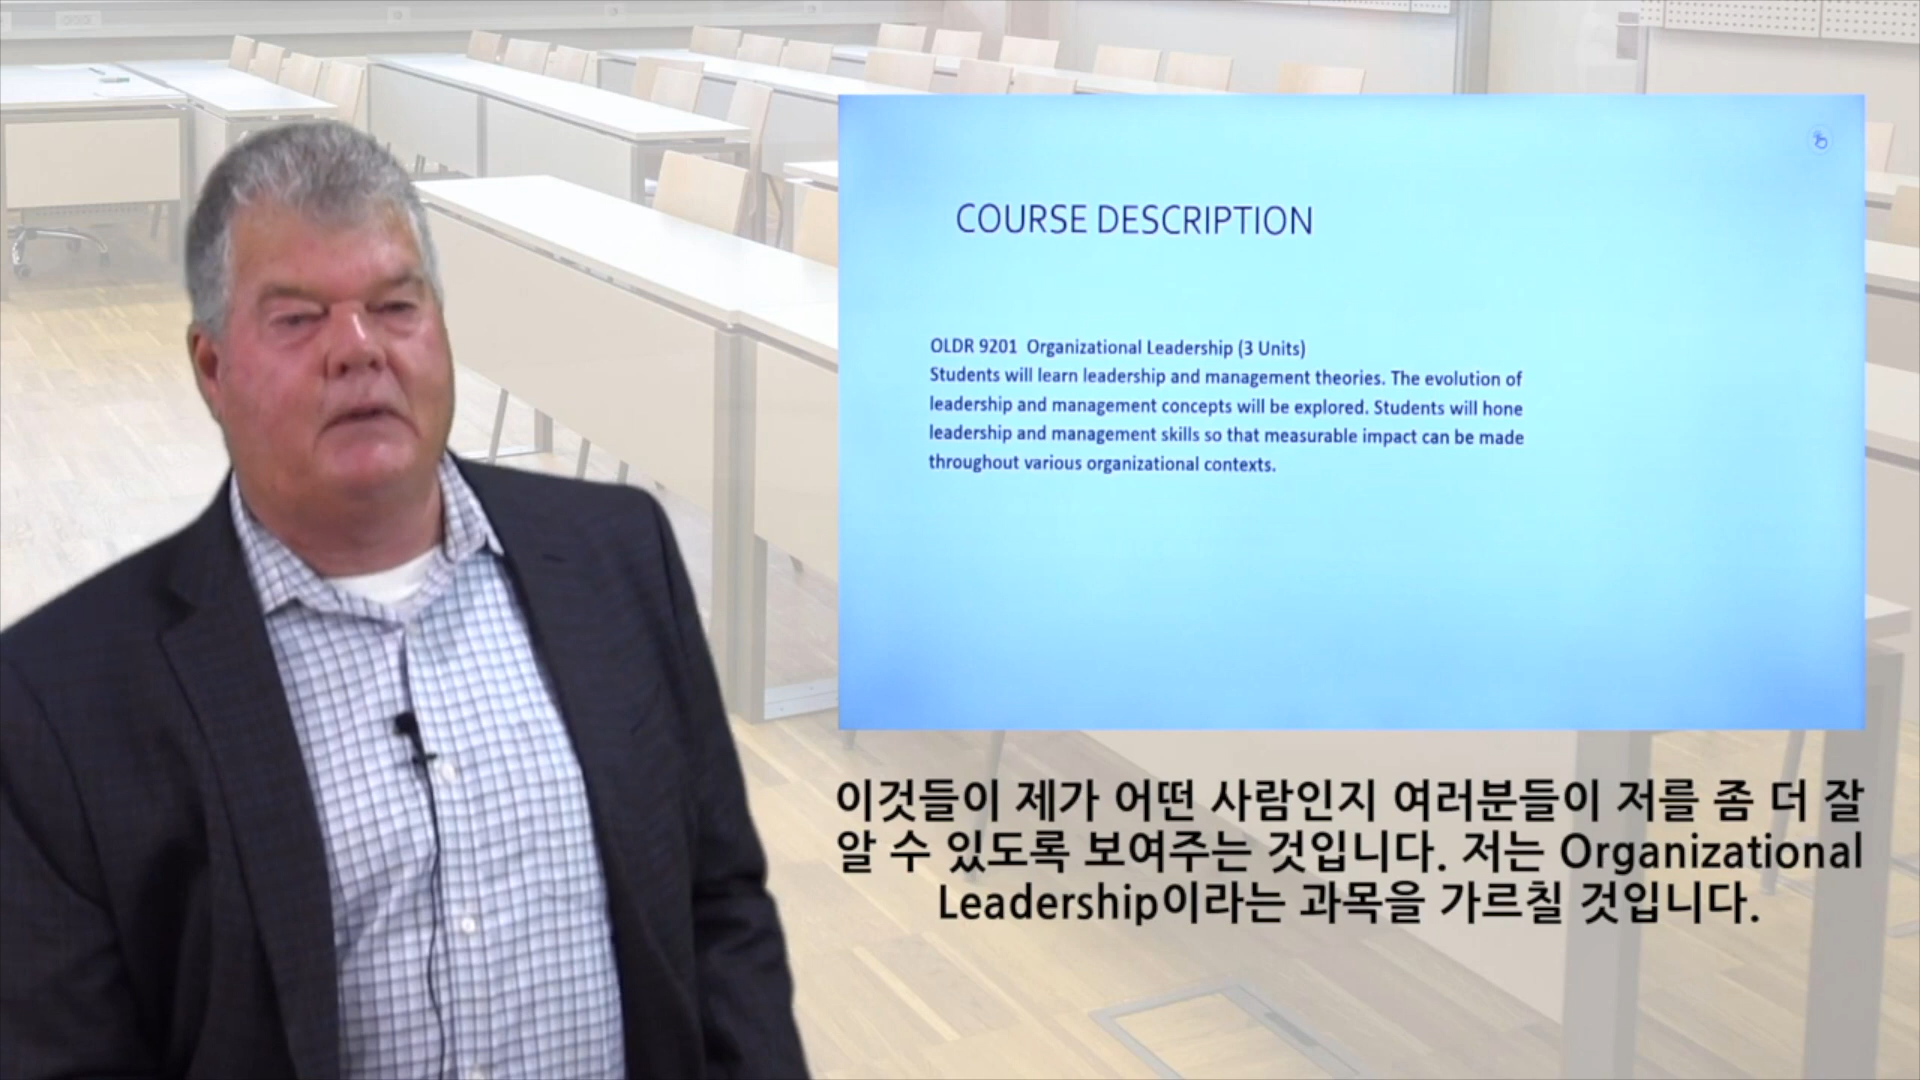 COURSE DESCRIPTION
OLDR 9201 Organizational Leadership (3 Units)
Students will learn leadership and management theories. The evolution of
leadership and management concepts will be explored. Students will hone
leadership and management skills so that measurable impact can be made
throughout various organizational contexts.
이것들이 제가 어떤 사람인지 여러분들이 저를 좀 더 잘
알 수 있도록 보여주는 것입니다. 저는 Organizational
Leadership이라는 과목을 가르칠 것입니다.